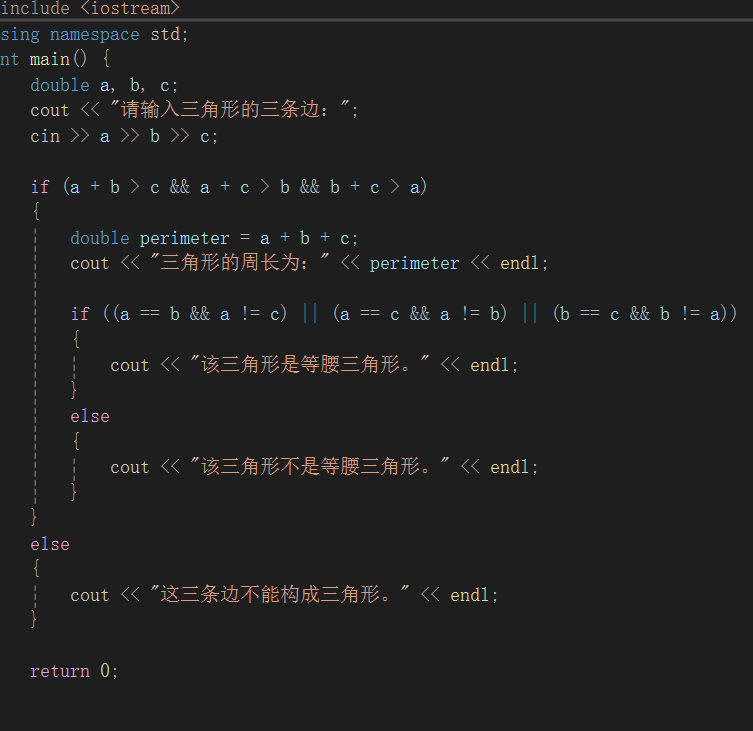 include <iostream>
sing namespace std;
nt main() {
double a, b, c;
cout << "请输入三角形的三条边：";
cin >> a >> b >> c;
if (a + b > c && a + c > b && b + c > a)
{
double perimeter = a + b + c;
cout << "三角形的周长为：" << perimeter << endl;
if ((a == b && a != c) || (a == c && a != b) || (b == c && b != a))
{
cout << "该三角形是等腰三角形。" << endl;
}
else
{
cout << "该三角形不是等腰三角形。" << endl;
}
}
else
{
cout << "这三条边不能构成三角形。" << endl;
}
return 0;